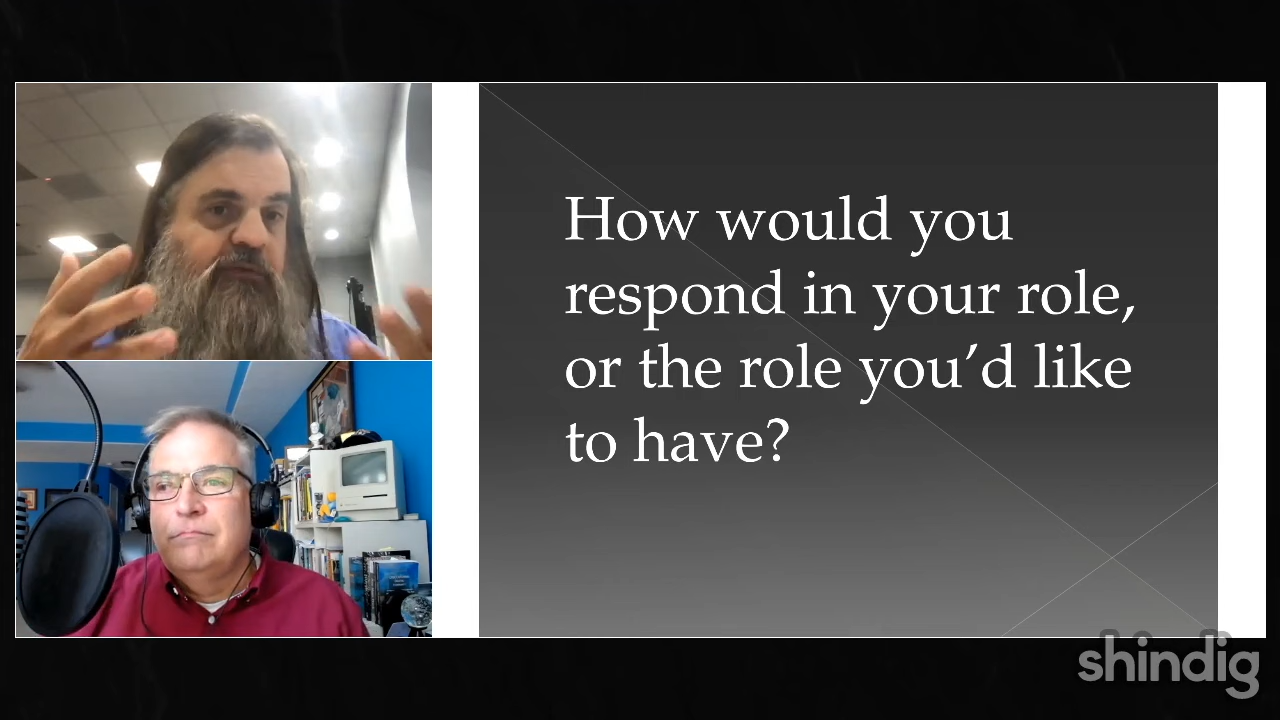 How would you
respond in your role,
or the role you’d like
to have?
shindig